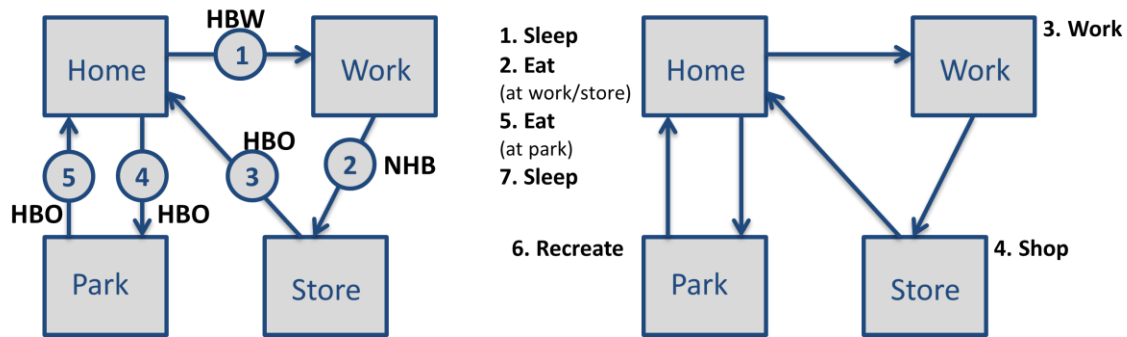 HBW
Home
1
Work
HBO
5
4
3
2
NHB
HBO
HBO
Park
Store
1. Sleep
2. Eat
(at work/store)
5. Eat
(at park)
7. Sleep
Home
Work
3. Work
6. Recreate
Park
Store
4. Shop